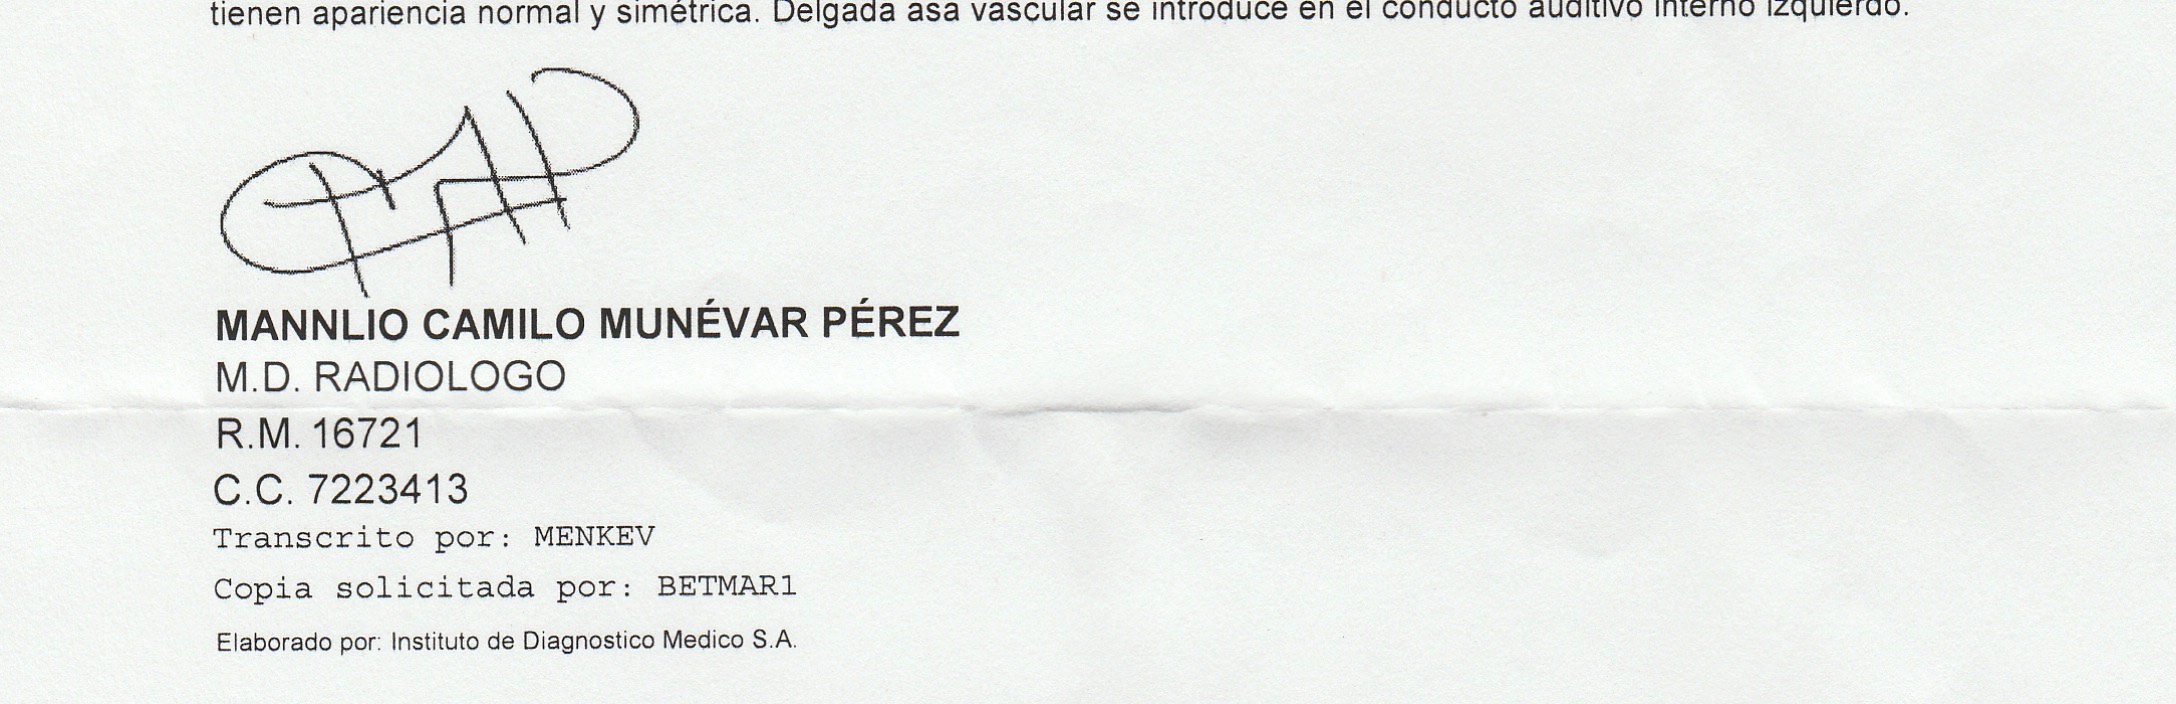 tienen apariencia normal y simétrica. Delgada asa vascular se introduce en el conducto auditivo interno izquierdo.
MANNLIO CAMILO MUNÉVAR PÉREZ
M.D. RADIOLOGO
R.M. 16721
C.C. 7223413
Transcrito por: MENKEV
Copia solicitada por: BETMAR1
Elaborado por: Instituto de Diagnostico Medico S.A.